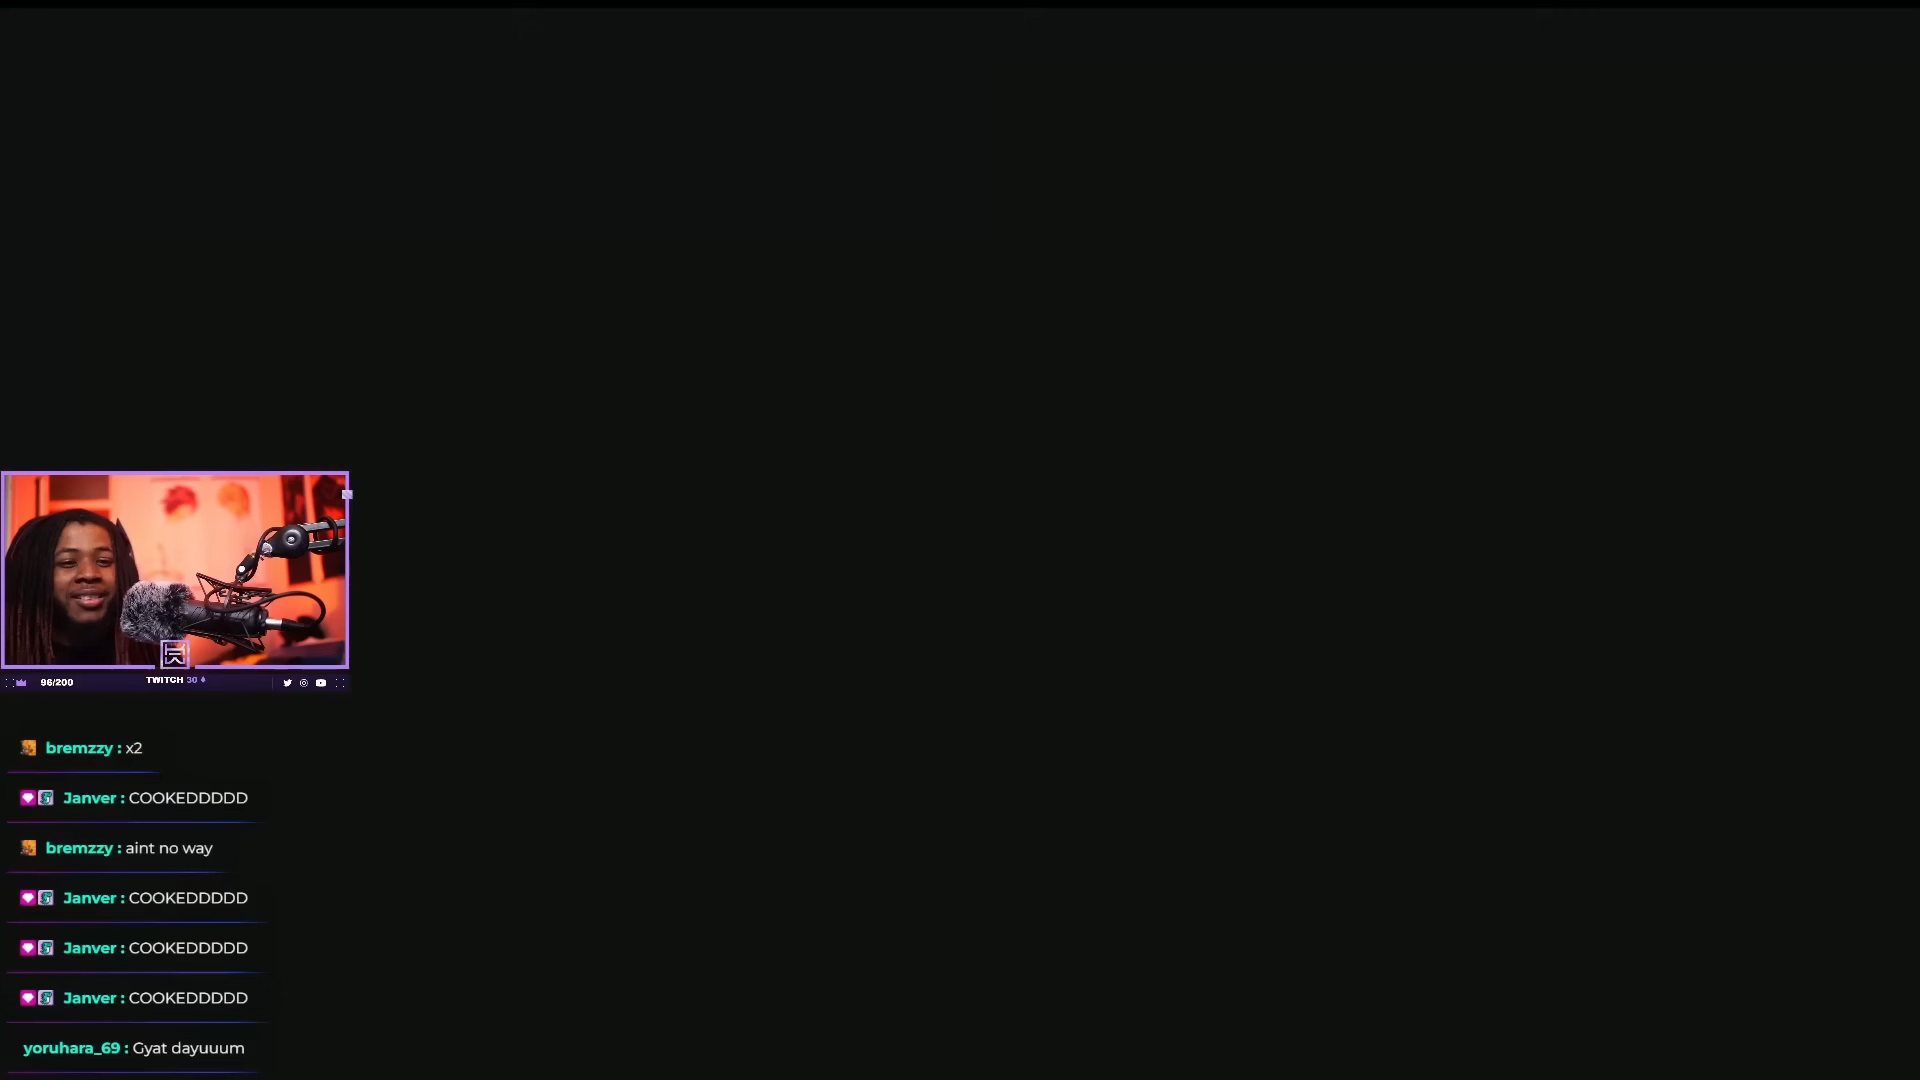 96/200
TWITCH 30
bremzzy : x2
Janver : COOKEDDDDD
bremzzy : aint no way
Janver : COOKEDDDDD
Janver : COOKEDDDDD
Janver : COOKEDDDDD
yoruhara_69 : Gyat dayuuum